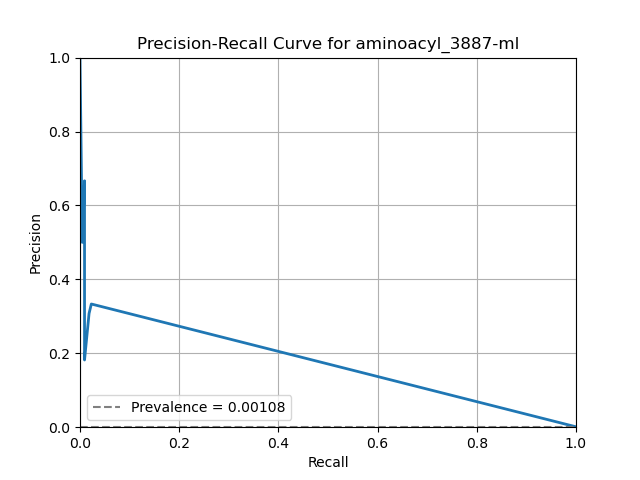 Precision-Recall Curve for aminoacyl_3887-ml
1.0
0.8
0.6
0.4
0.2
0.0
Precision
Prevalence = 0.00108
0.0 0.2 0.4 0.6 0.8 1.0
Recall